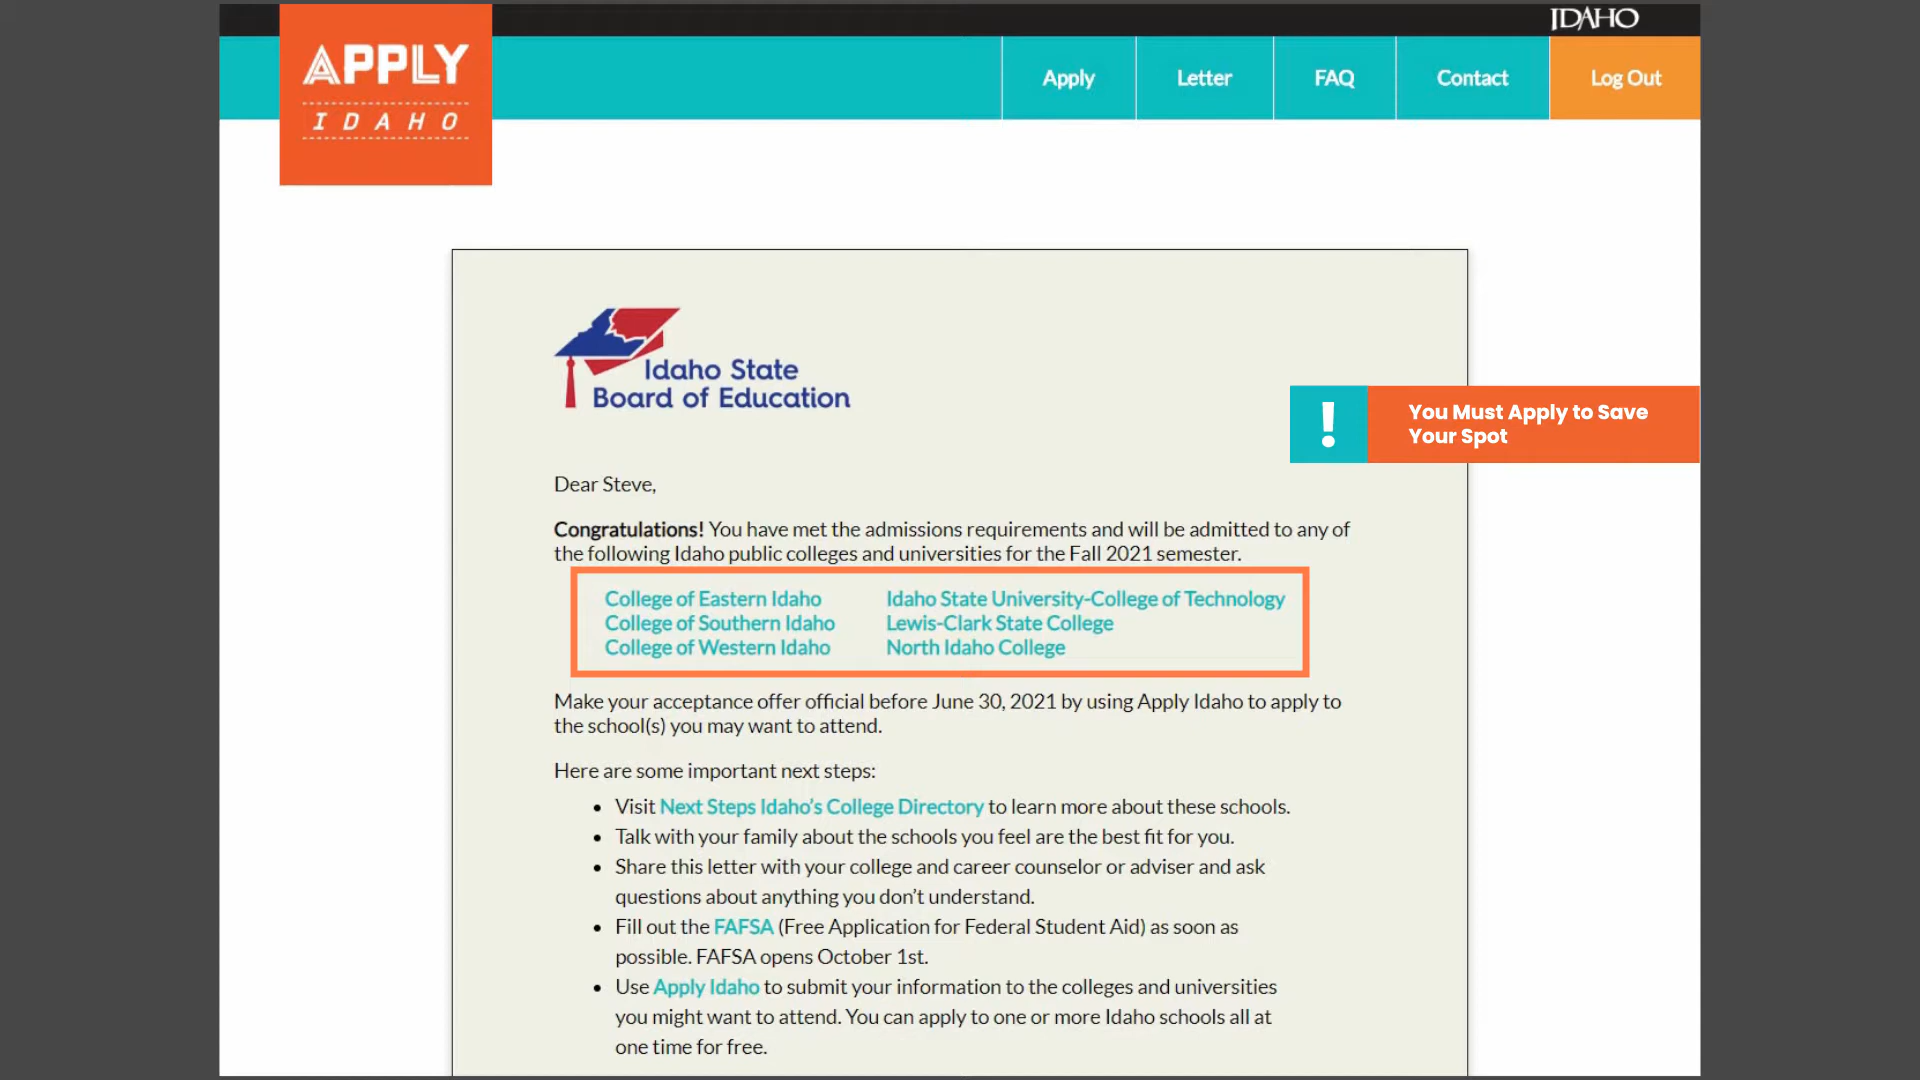 IDAHO
APPLY
IDAHO
Apply
Letter
FAQ
Contact
Log Out
Idaho State
Board of Education
!
You Must Apply to Save
Your Spot
Dear Steve,
Congratulations! You have met the admissions requirements and will be admitted to any of
the following Idaho public colleges and universities for the Fall 2021 semester.
College of Eastern Idaho
College of Southern Idaho
College of Western Idaho
Idaho State University-College of Technology
Lewis-Clark State College
North Idaho College
Make your acceptance offer official before June 30, 2021 by using Apply Idaho to apply to
the school(s) you may want to attend.
Here are some important next steps:
• Visit Next Steps Idaho’s College Directory to learn more about these schools.
• Talk with your family about the schools you feel are the best fit for you.
• Share this letter with your college and career counselor or adviser and ask
questions about anything you don’t understand.
• Fill out the FAFSA (Free Application for Federal Student Aid) as soon as
possible. FAFSA opens October 1st.
• Use Apply Idaho to submit your information to the colleges and universities
you might want to attend. You can apply to one or more Idaho schools all at
one time for free.